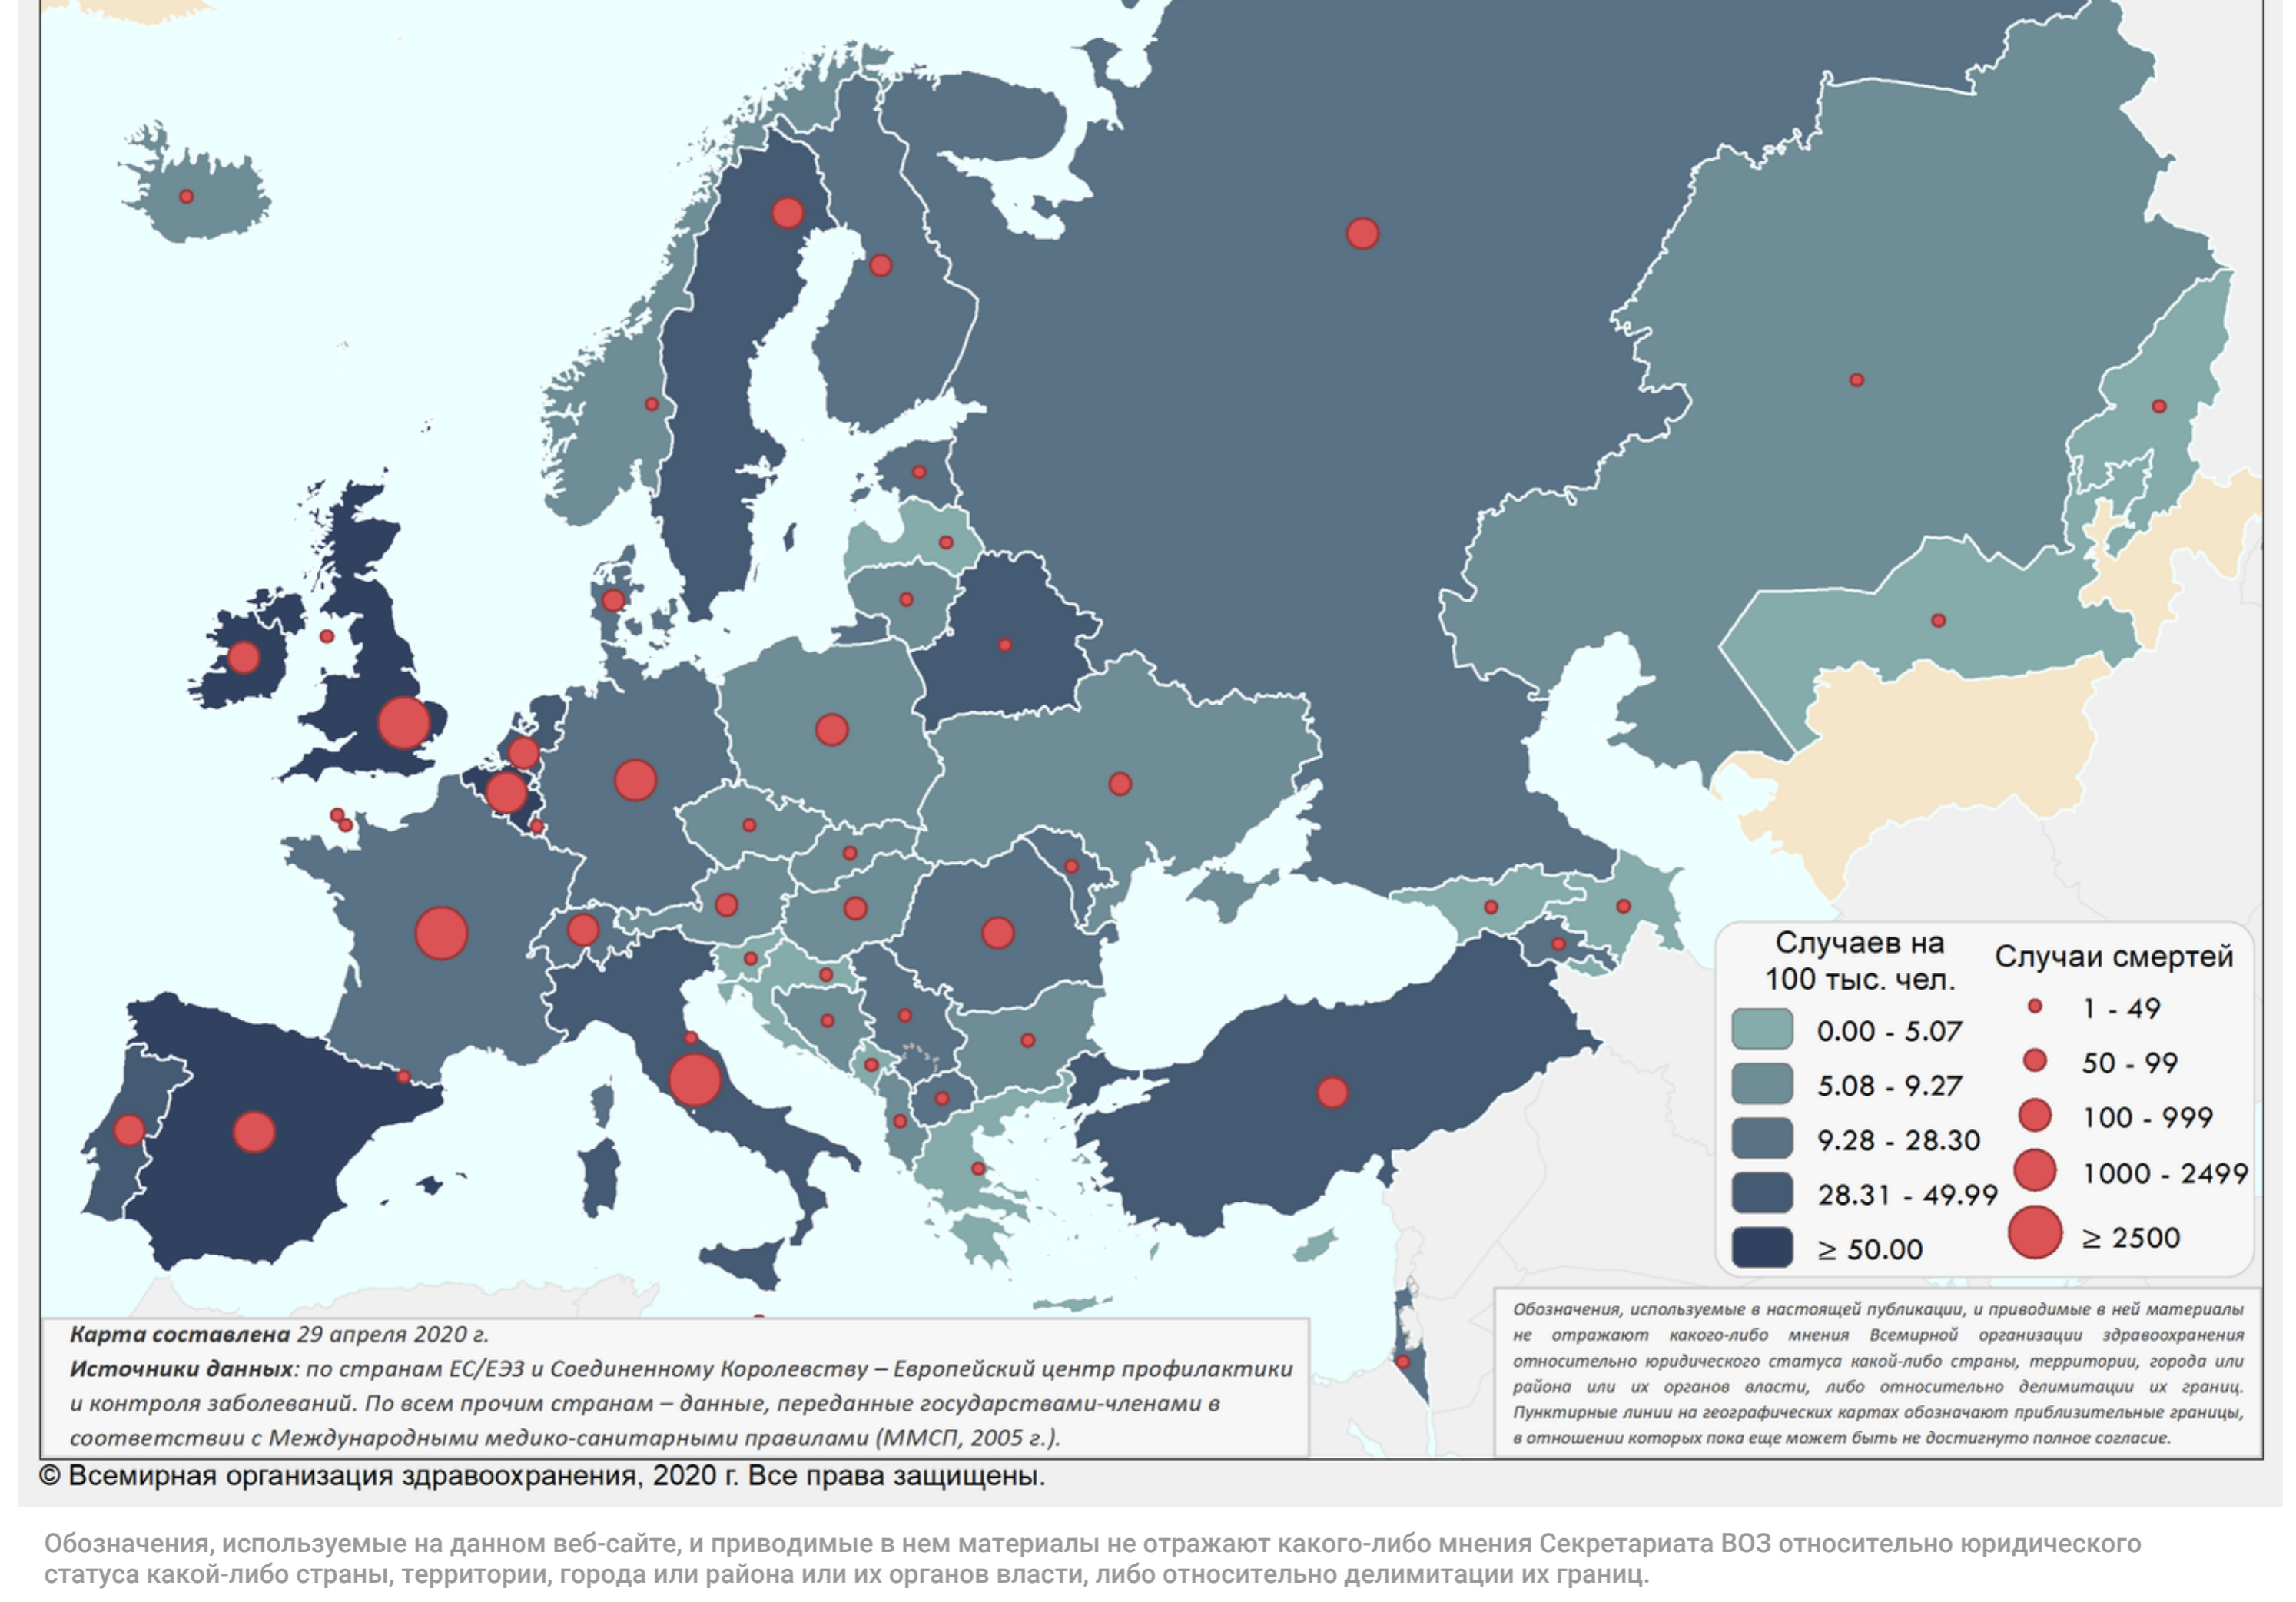 Случаев на
100 тыс. чел.
0.00 - 5.07
5.08 - 9.27
9.28 - 28.30
28.31 - 49.99
≥ 50.00
Случаи смертей
1 - 49
50 - 99
100 - 999
1000 - 2499
≥ 2500
Карта составлена 29 апреля 2020 г.
Источники данных: по странам ЕС/ЕЭЗ и Соединенному Королевству – Европейский центр профилактики
и контроля заболеваний. По всем прочим странам – данные, переданные государствами-членами в
соответствии с Международными медико-санитарными правилами (ММСП, 2005 г.).
Обозначения, используемые в настоящей публикации, и приводимые в ней материалы
не отражают какого-либо мнения Всемирной организации здравоохранения
относительно юридического статуса какой-либо страны, территории, города или
района или их органов власти, либо относительно делимитации их границ.
Пунктирные линии на географических картах обозначают приблизительные границы,
в отношении которых пока еще может быть не достигнуто полное согласие.
© Всемирная организация здравоохранения, 2020 г. Все права защищены.
Обозначения, используемые на данном веб-сайте, и приводимые в нем материалы не отражают какого-либо мнения Секретариата ВОЗ относительно юридического
статуса какой-либо страны, территории, города или района или их органов власти, либо относительно делимитации их границ.